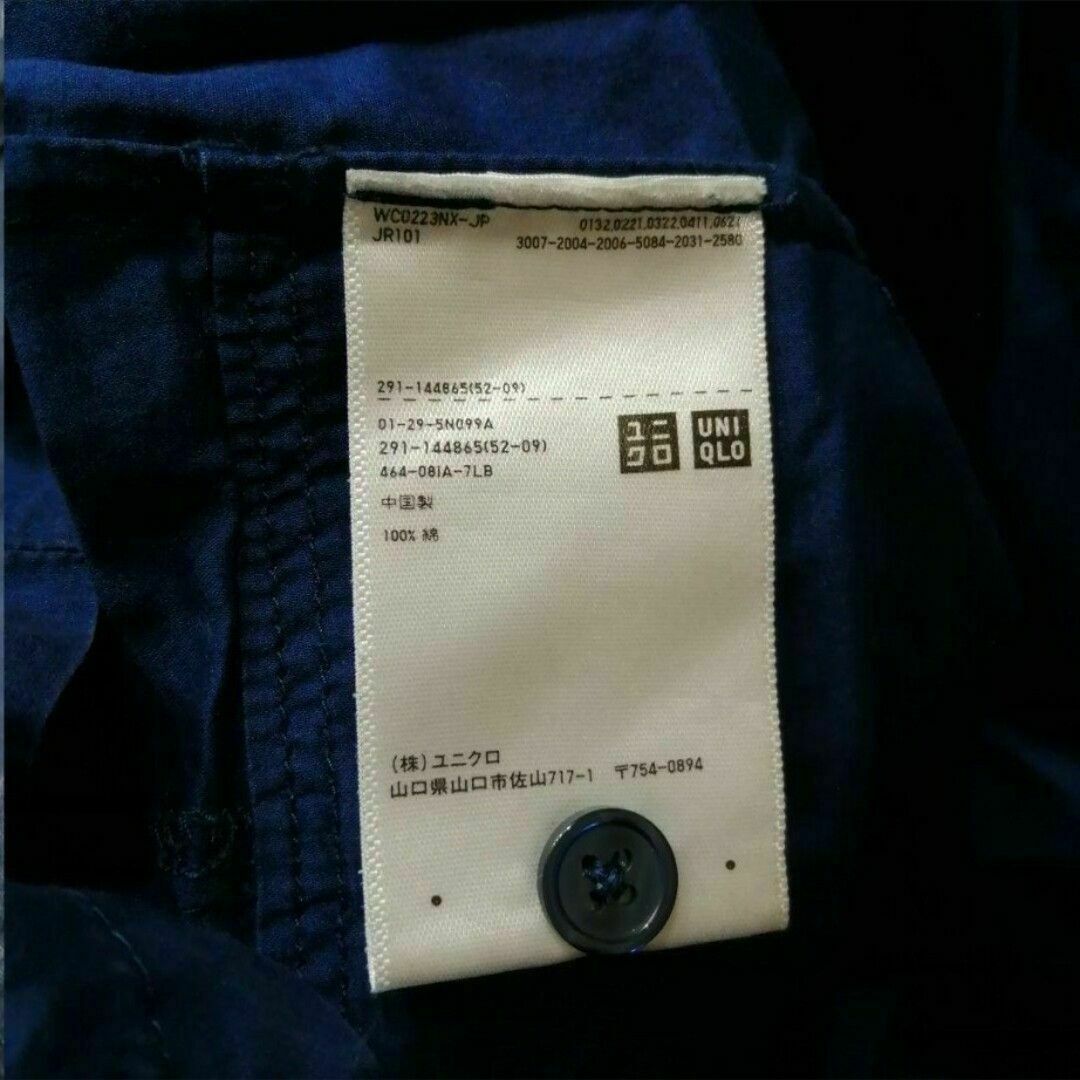 WC0223NX-JP
JR101
0132,0221,0322,0411,0621
3007-2004-2006-5084-2031-2580
291-144865(52-09)
01-29-5N099A
291-144865(52-09)
464-081A-7LB
中国製
100% 綿
ユニ
クロ
UNI
QLO
(株)ユニクロ
山口県山口市佐山717-1 〒754-0894